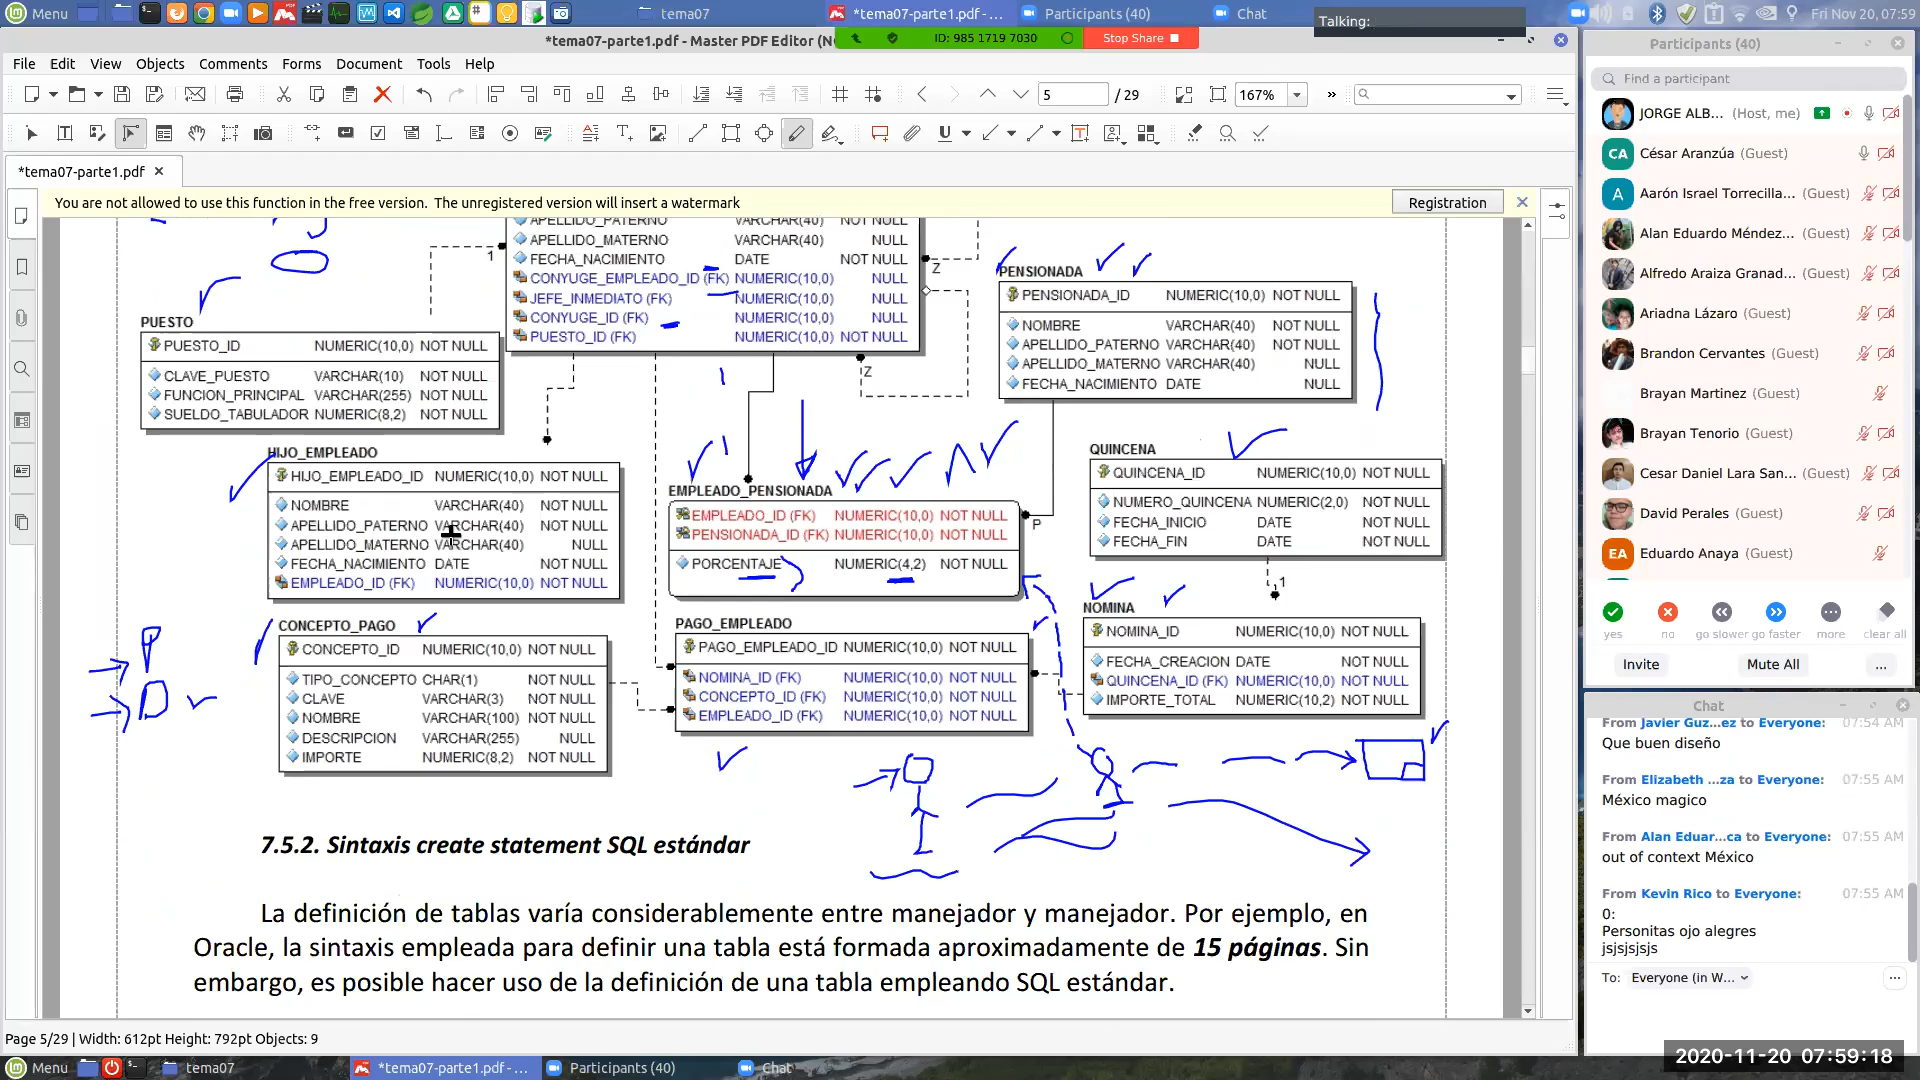 Menu
tema07
*tema07-parte1.pdf - ...
Participants (40)
Chat
Talking:
Fri Nov 20, 07:59
*tema07-parte1.pdf - Master PDF Editor (N
ID: 985 1719 7030
Stop Share
File Edit View Objects Comments Forms Document Tools Help
5 / 29
167%
*tema07-parte1.pdf
You are not allowed to use this function in the free version. The unregistered version will insert a watermark
Registration
APELLIDO_PATERNO VARCHAR(40) NOT NULL
APELLIDO_MATERNO VARCHAR(40) NULL
FECHA_NACIMIENTO DATE NOT NULL
CONYUGE_EMPLEADO_ID (FK) NUMERIC(10,0) NULL
JEFE_INMEDIATO (FK) NUMERIC(10,0) NULL
CONYUGE_ID (FK) NUMERIC(10,0) NULL
PUESTO_ID (FK) NUMERIC(10,0) NOT NULL
1
Z
Z
PENSIONADA
PENSIONADA_ID NUMERIC(10,0) NOT NULL
NOMBRE VARCHAR(40) NOT NULL
APELLIDO_PATERNO VARCHAR(40) NOT NULL
APELLIDO_MATERNO VARCHAR(40) NULL
FECHA_NACIMIENTO DATE NULL
PUESTO
PUESTO_ID NUMERIC(10,0) NOT NULL
CLAVE_PUESTO VARCHAR(10) NOT NULL
FUNCION_PRINCIPAL VARCHAR(255) NOT NULL
SUELDO_TABULADOR NUMERIC(8,2) NOT NULL
HIJO_EMPLEADO
HIJO_EMPLEADO_ID NUMERIC(10,0) NOT NULL
NOMBRE VARCHAR(40) NOT NULL
APELLIDO_PATERNO VARCHAR(40) NOT NULL
APELLIDO_MATERNO VARCHAR(40) NULL
FECHA_NACIMIENTO DATE NOT NULL
EMPLEADO_ID (FK) NUMERIC(10,0) NOT NULL
EMPLEADO_PENSIONADA
EMPLEADO_ID (FK) NUMERIC(10,0) NOT NULL
PENSIONADA_ID (FK) NUMERIC(10,0) NOT NULL
PORCENTAJE NUMERIC(4,2) NOT NULL
P
QUINCENA
QUINCENA_ID NUMERIC(10,0) NOT NULL
NUMERO_QUINCENA NUMERIC(2,0) NOT NULL
FECHA_INICIO DATE NOT NULL
FECHA_FIN DATE NOT NULL
1
CONCEPTO_PAGO
CONCEPTO_ID NUMERIC(10,0) NOT NULL
TIPO_CONCEPTO CHAR(1) NOT NULL
CLAVE VARCHAR(3) NOT NULL
NOMBRE VARCHAR(100) NOT NULL
DESCRIPCION VARCHAR(255) NULL
IMPORTE NUMERIC(8,2) NOT NULL
PAGO_EMPLEADO
PAGO_EMPLEADO_ID NUMERIC(10,0) NOT NULL
NOMINA_ID (FK) NUMERIC(10,0) NOT NULL
CONCEPTO_ID (FK) NUMERIC(10,0) NOT NULL
EMPLEADO_ID (FK) NUMERIC(10,0) NOT NULL
NOMINA
NOMINA_ID NUMERIC(10,0) NOT NULL
FECHA_CREACION DATE NOT NULL
QUINCENA_ID (FK) NUMERIC(10,0) NOT NULL
IMPORTE_TOTAL NUMERIC(10,2) NOT NULL
P
D
7.5.2. Sintaxis create statement SQL estándar
La definición de tablas varía considerablemente entre manejador y manejador. Por ejemplo, en
Oracle, la sintaxis empleada para definir una tabla está formada aproximadamente de 15 páginas. Sin
embargo, es posible hacer uso de la definición de una tabla empleando SQL estándar.
Page 5/29 | Width: 612pt Height: 792pt Objects: 9
Participants (40)
Find a participant
JORGE ALB... (Host, me)
CA César Aranzúa (Guest)
A Aarón Israel Torrecilla... (Guest)
Alan Eduardo Méndez... (Guest)
Alfredo Araiza Granad... (Guest)
Ariadna Lázaro (Guest)
Brandon Cervantes (Guest)
Brayan Martinez (Guest)
Brayan Tenorio (Guest)
Cesar Daniel Lara San... (Guest)
David Perales (Guest)
EA Eduardo Anaya (Guest)
yes no go slower go faster more clear all
Invite Mute All ...
Chat
From Javier Guz...ez to Everyone: 07:54 AM
Que buen diseño
From Elizabeth ...za to Everyone: 07:55 AM
México magico
From Alan Eduar...ca to Everyone: 07:55 AM
out of context México
From Kevin Rico to Everyone: 07:55 AM
0:
Personitas ojo alegres
jsjsjsjsjs
To: Everyone (in W...
Menu
tema07
*tema07-parte1.pdf - ...
Participants (40)
Chat
2020-11-20 07:59:18